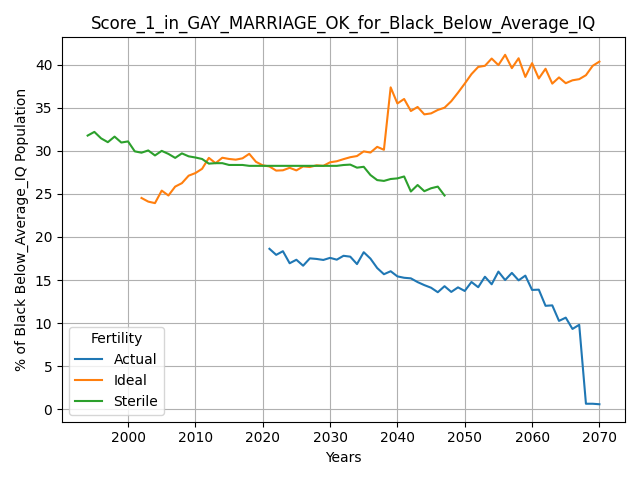 Score_1_in_GAY_MARRIAGE_OK_for_Black_Below_Average_IQ
% of Black Below_Average_IQ Population
40
35
30
25
20
15
10
5
0
Fertility
Actual
Ideal
Sterile
2000 2010 2020 2030 2040 2050 2060 2070
Years